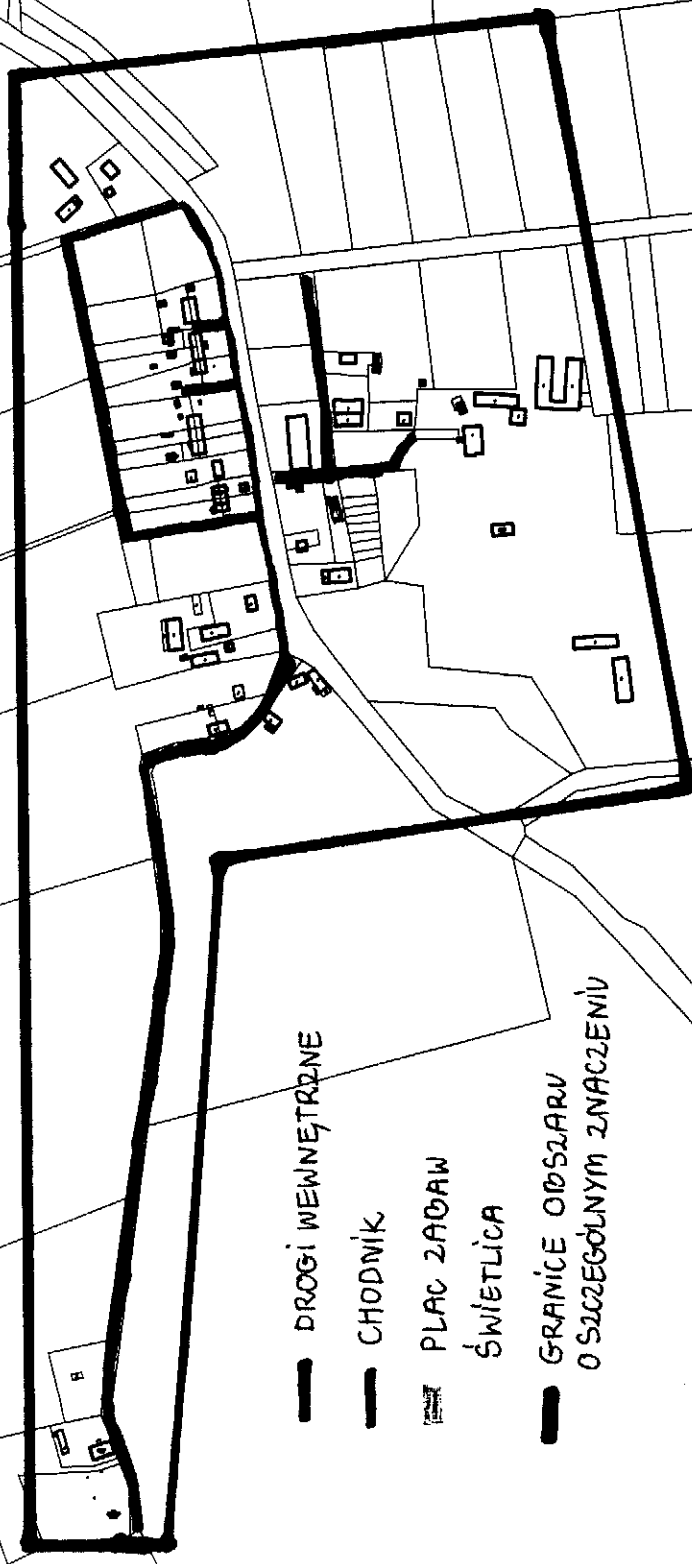 DROGI WEWNĘTRZNE
CHODNIK
PLAC ZABAW
ŚWIETLICA
GRANICE OBSZARU
O SZCZEGÓLNYM ZNACZENIU